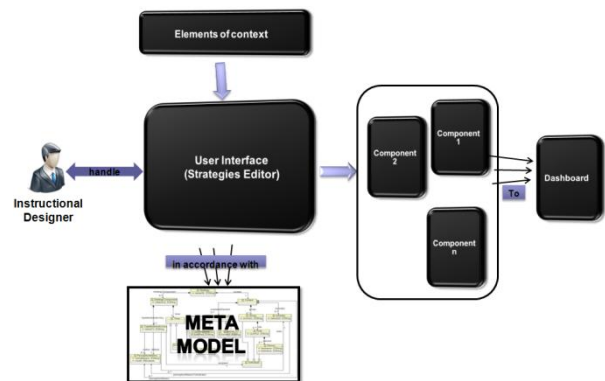 Elements of context
User Interface
(Strategies Editor)
handle
Instructional
Designer
Component
1
Component
2
Component
n
To
Dashboard
in accordance with
META
MODEL